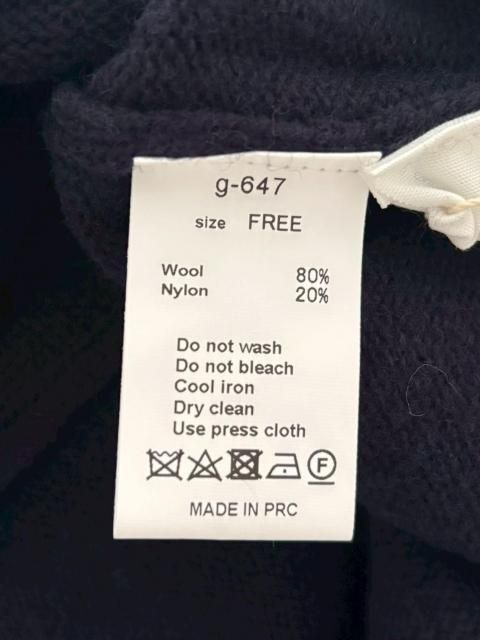 g-647
size FREE
Wool 80%
Nylon 20%
Do not wash
Do not bleach
Cool iron
Dry clean
Use press cloth
F
MADE IN PRC